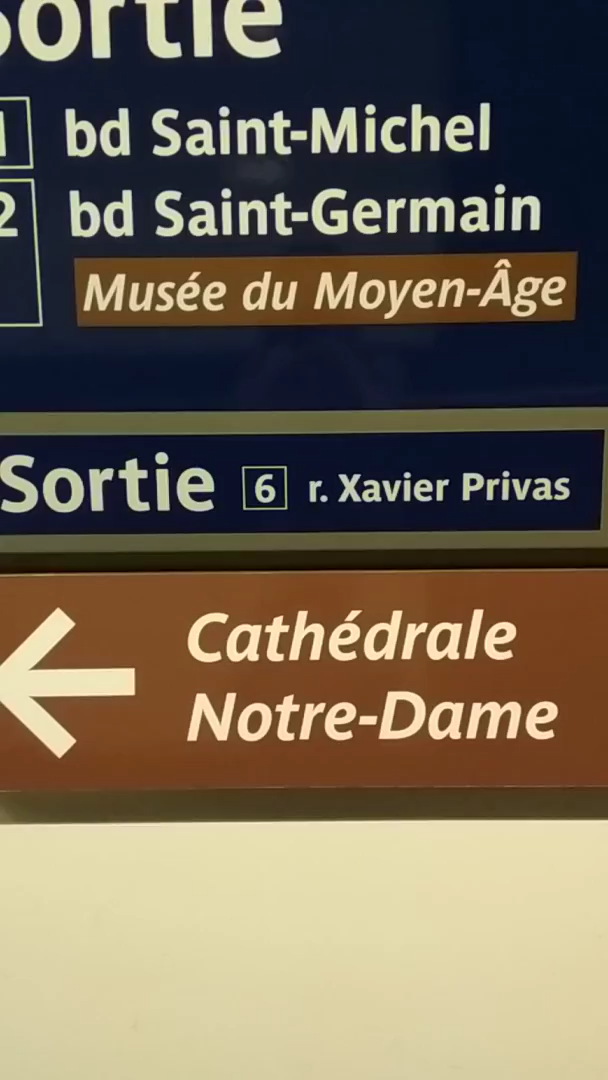 Sortie
1 bd Saint-Michel
2 bd Saint-Germain
Musée du Moyen-Âge
Sortie 6 r. Xavier Privas
Cathédrale
Notre-Dame